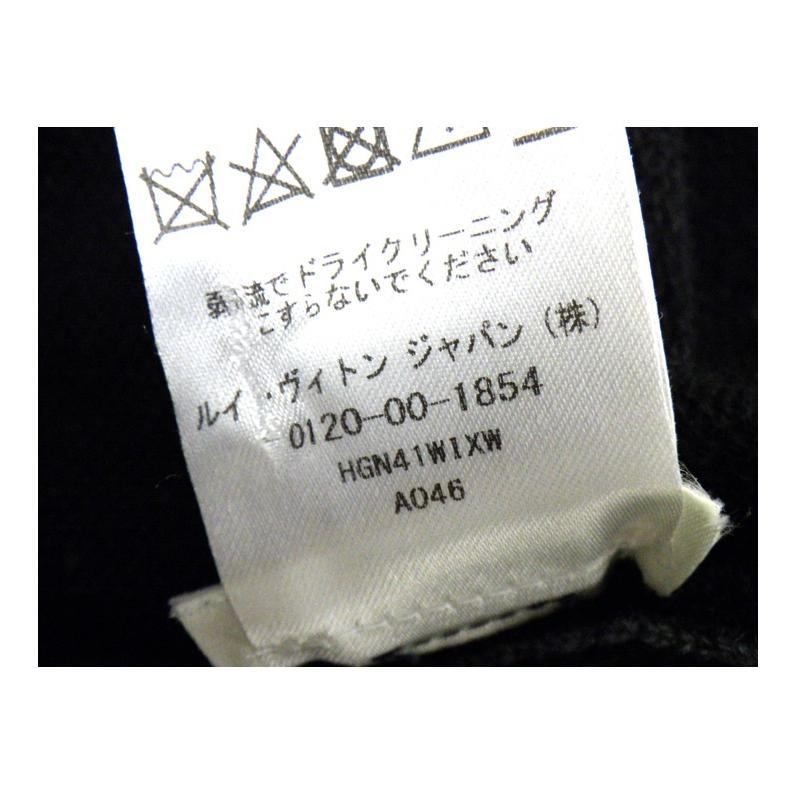 弱流でドライクリーニング
こすらないでください
ルイ・ヴィトン ジャパン (株)
0120-00-1854
HGN41WIXW
A046